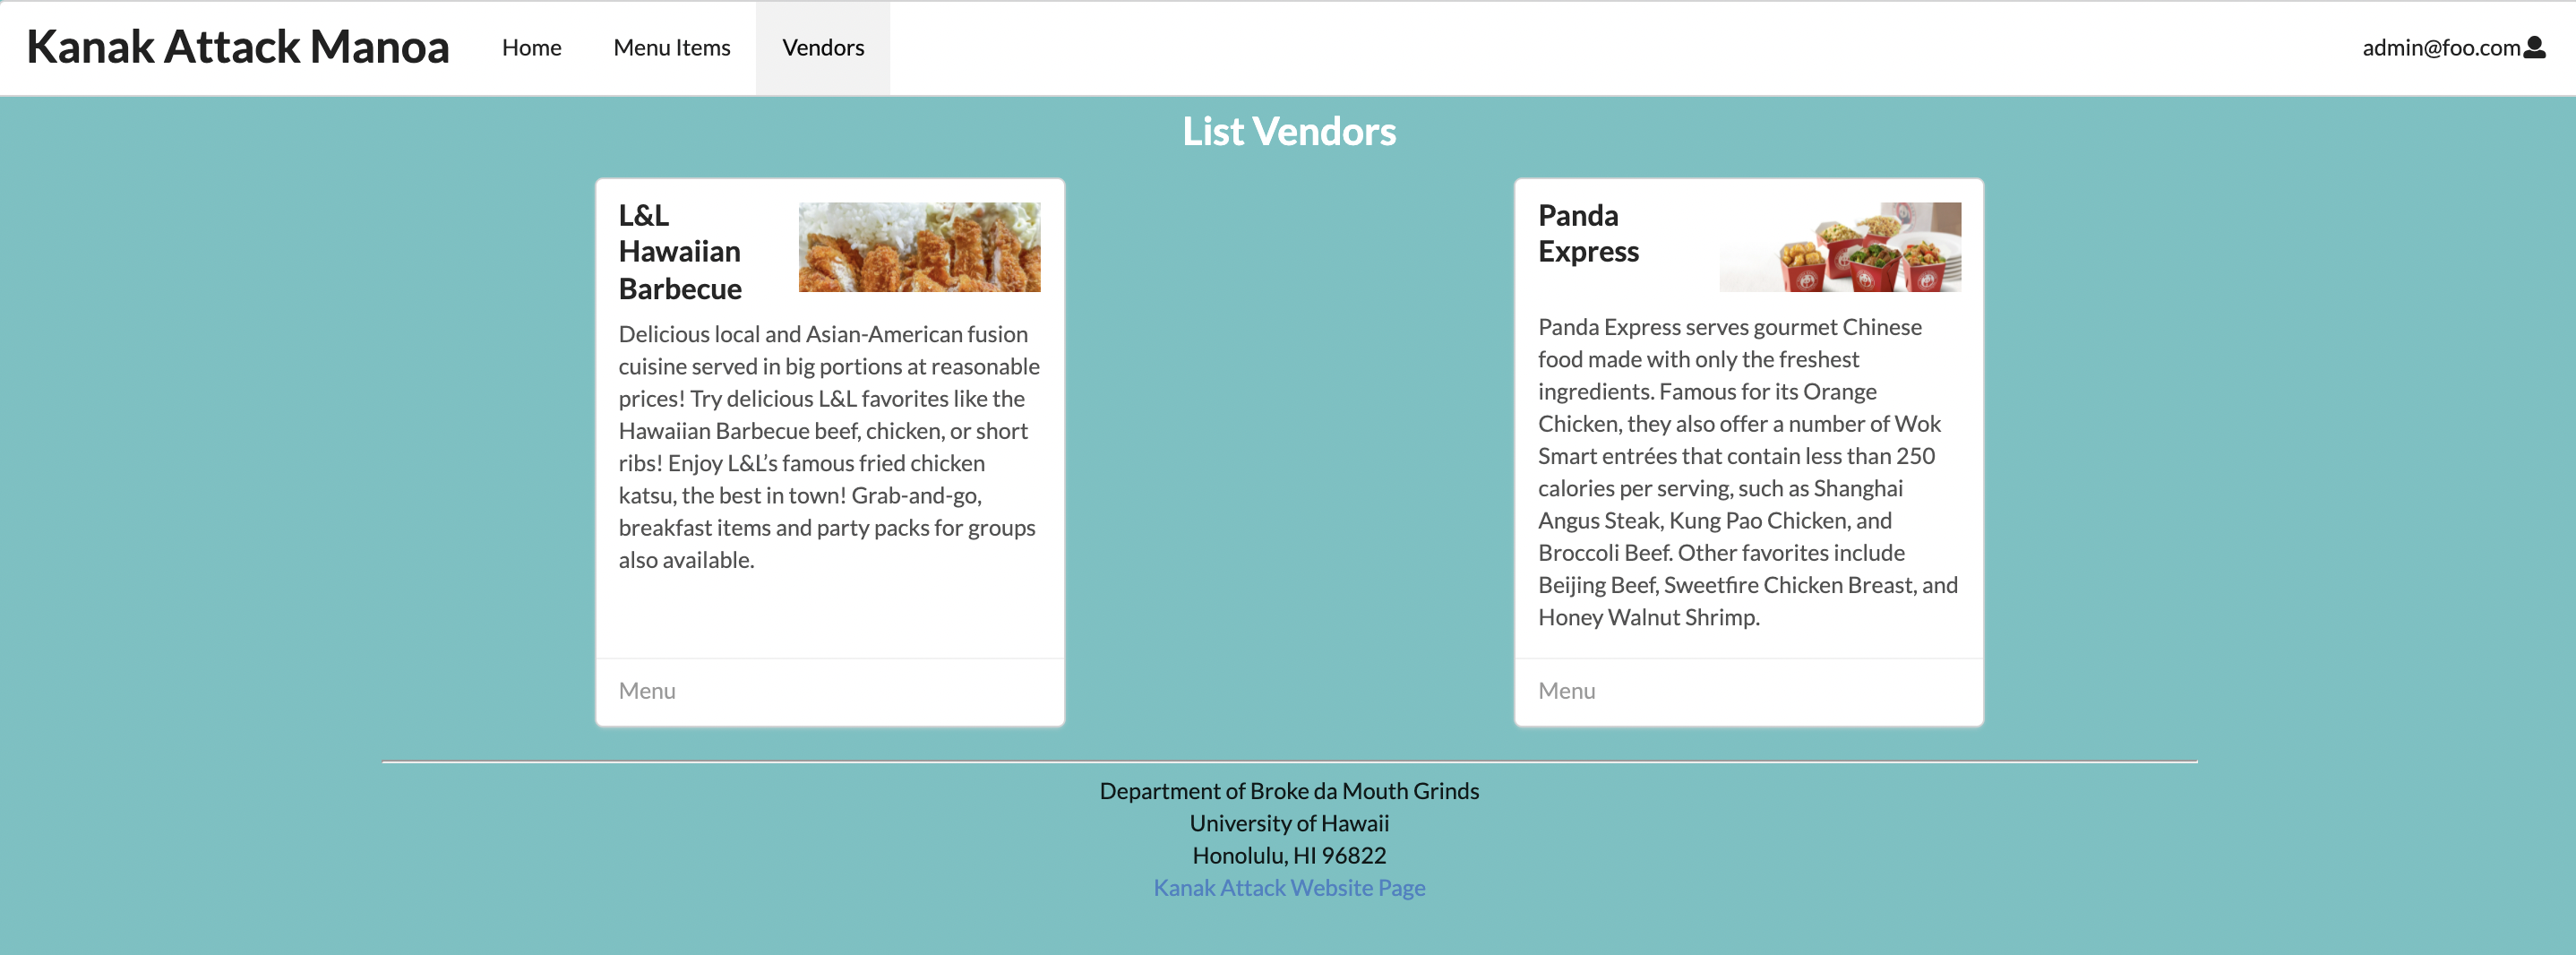 Kanak Attack Manoa Home Menu Items Vendors admin@foo.com
List Vendors
L&L
Hawaiian
Barbecue
Delicious local and Asian-American fusion
cuisine served in big portions at reasonable
prices! Try delicious L&L favorites like the
Hawaiian Barbecue beef, chicken, or short
ribs! Enjoy L&L’s famous fried chicken
katsu, the best in town! Grab-and-go,
breakfast items and party packs for groups
also available.
Menu
Panda
Express
Panda Express serves gourmet Chinese
food made with only the freshest
ingredients. Famous for its Orange
Chicken, they also offer a number of Wok
Smart entrées that contain less than 250
calories per serving, such as Shanghai
Angus Steak, Kung Pao Chicken, and
Broccoli Beef. Other favorites include
Beijing Beef, Sweetfire Chicken Breast, and
Honey Walnut Shrimp.
Menu
Department of Broke da Mouth Grinds
University of Hawaii
Honolulu, HI 96822
Kanak Attack Website Page